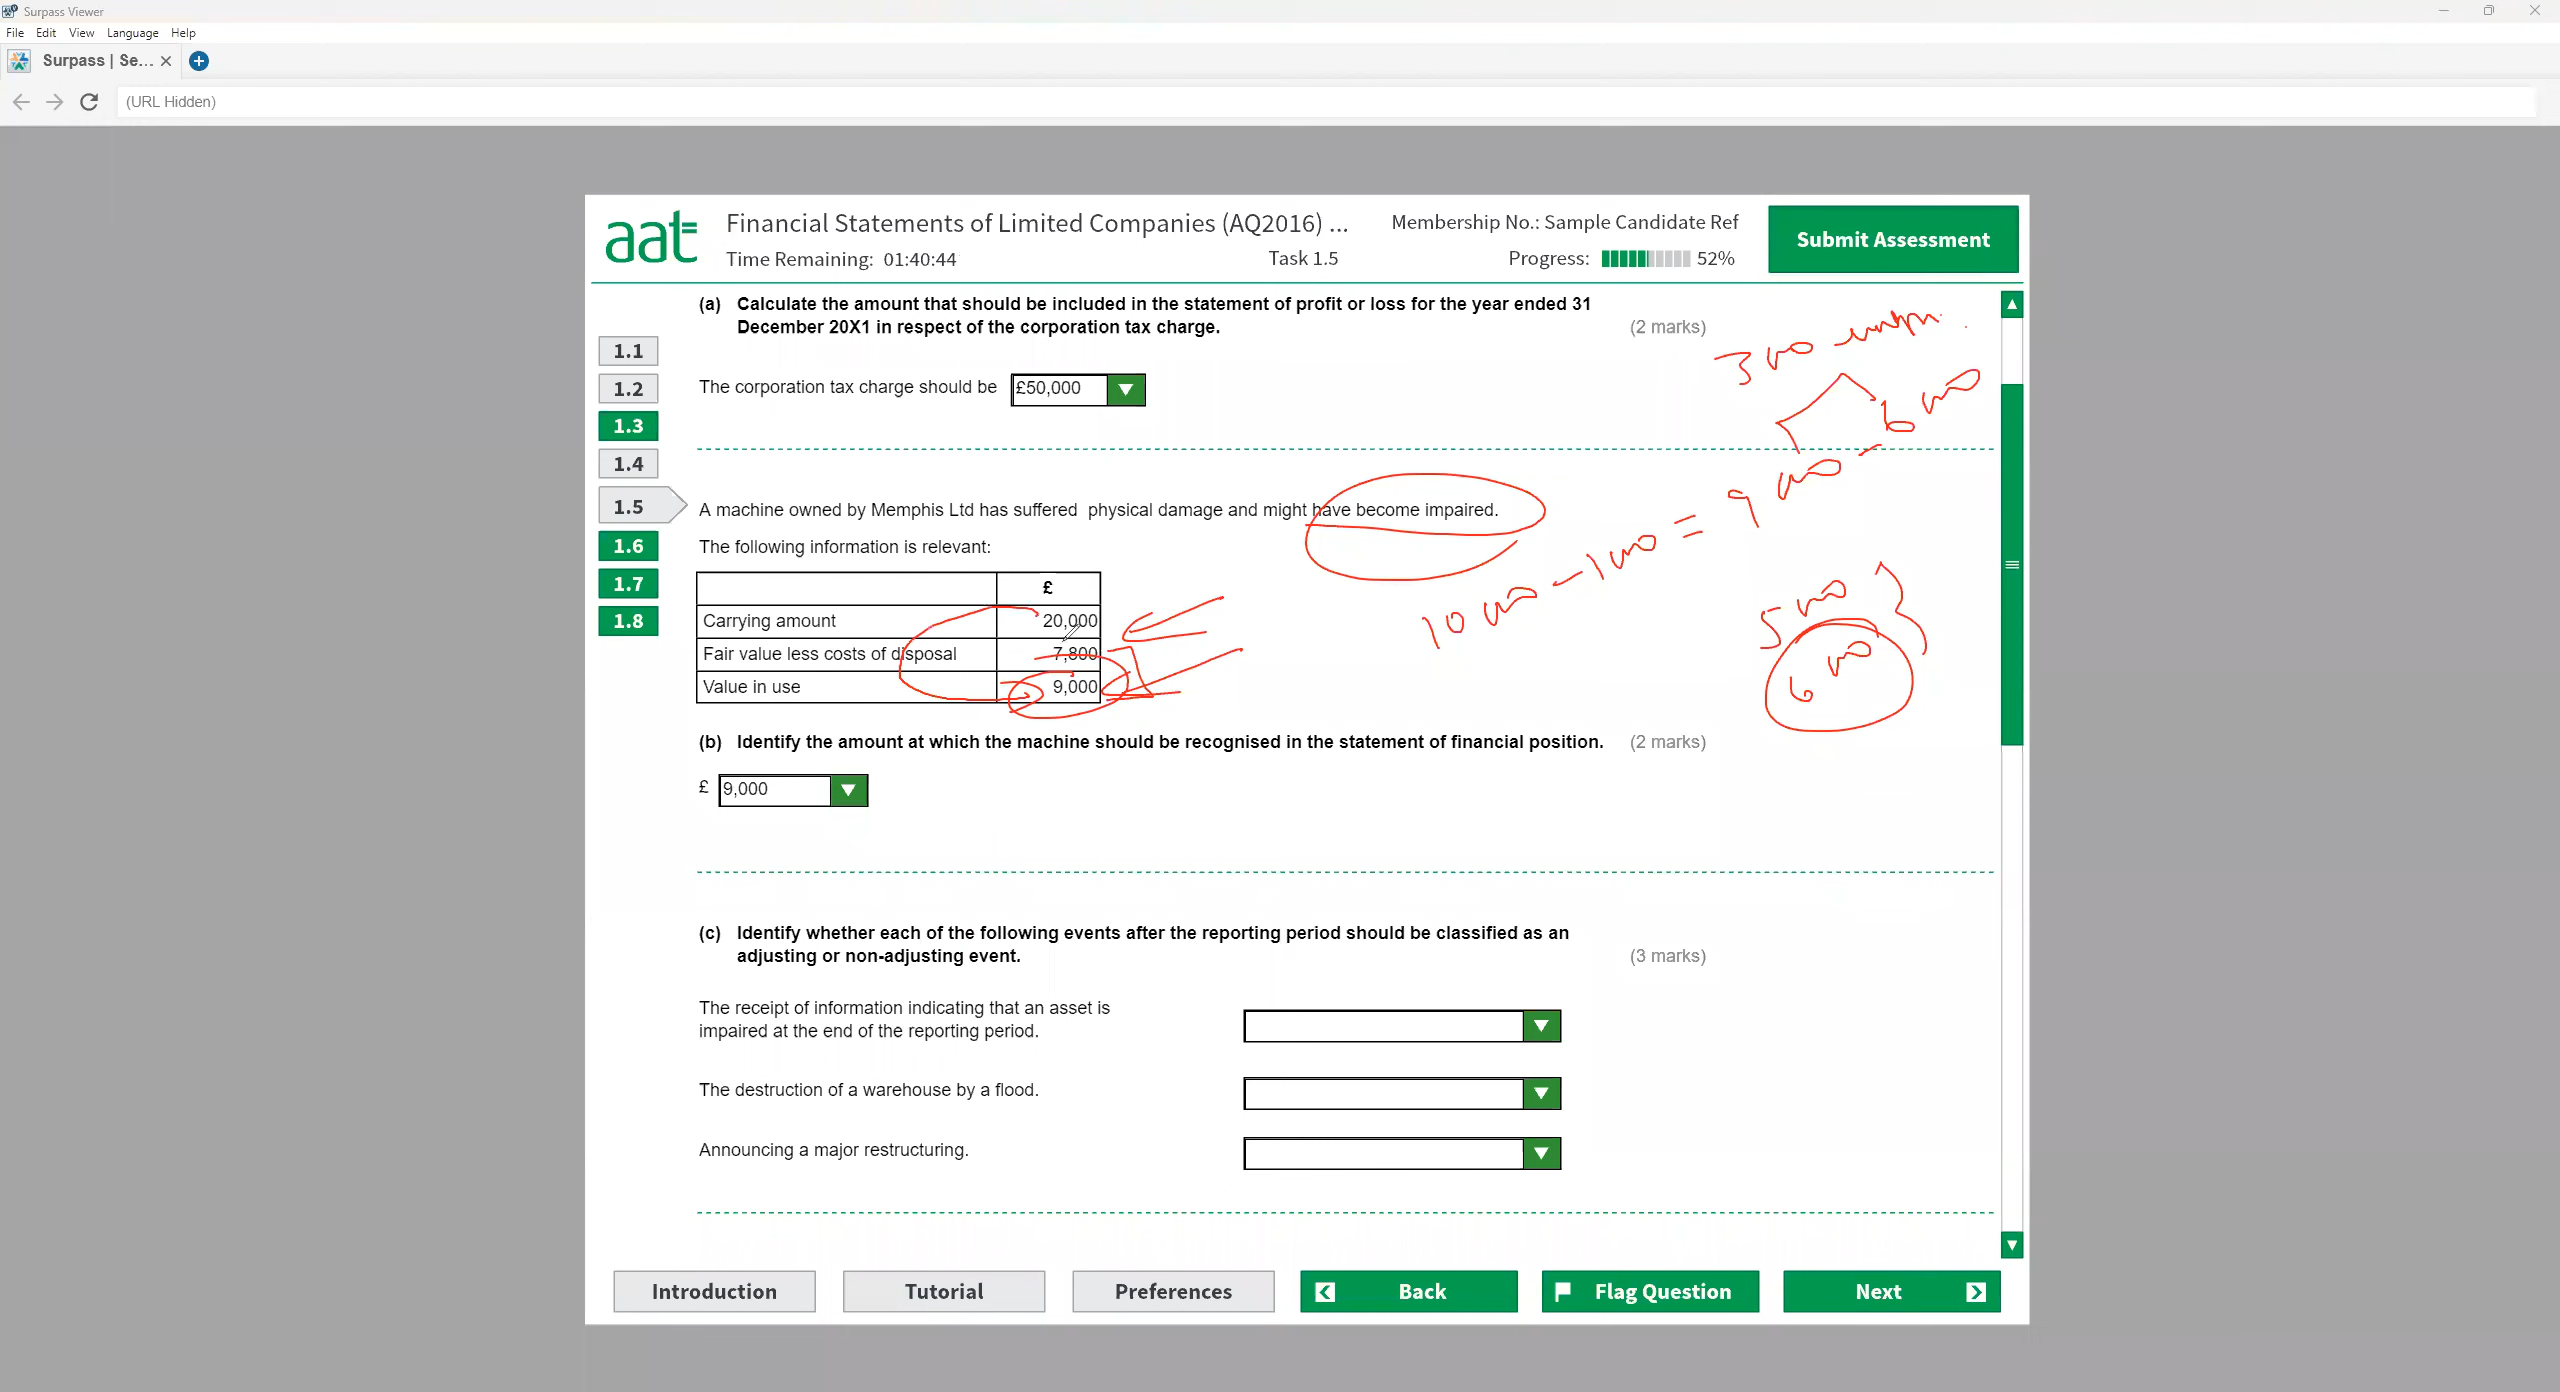 Surpass Viewer
File Edit View Language Help
Surpass | Se...
(URL Hidden)
aat
Financial Statements of Limited Companies (AQ2016) ...
Membership No.: Sample Candidate Ref
Submit Assessment
Time Remaining: 01:40:44
Task 1.5
Progress: 52%
(a) Calculate the amount that should be included in the statement of profit or loss for the year ended 31
December 20X1 in respect of the corporation tax charge.
(2 marks)
1.1
1.2
1.3
1.4
1.5
1.6
1.7
1.8
The corporation tax charge should be £50,000
A machine owned by Memphis Ltd has suffered physical damage and might have become impaired.
The following information is relevant:
£
Carrying amount 20,000
Fair value less costs of disposal 7,800
Value in use 9,000
(b) Identify the amount at which the machine should be recognised in the statement of financial position.
(2 marks)
£ 9,000
(c) Identify whether each of the following events after the reporting period should be classified as an
adjusting or non-adjusting event.
(3 marks)
The receipt of information indicating that an asset is
impaired at the end of the reporting period.
The destruction of a warehouse by a flood.
Announcing a major restructuring.
Introduction
Tutorial
Preferences
Back
Flag Question
Next